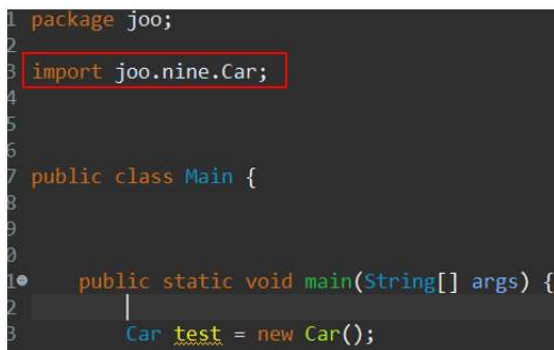 1 package joo;
2
3 import joo.nine.Car;
4
5
6
7 public class Main {
8
9
0
1 public static void main(String[] args) {
2
3 Car test = new Car();